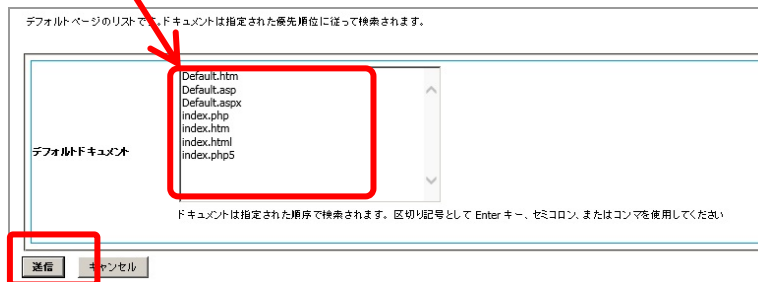 デフォルトページのリストです。ドキュメントは指定された優先順位に従って検索されます。
Default.htm
Default.asp
Default.aspx
index.php
index.htm
index.html
index.php5
デフォルトドキュメント
ドキュメントは指定された順序で検索されます。区切り記号として Enter キー、セミコロン、またはコンマを使用してください
送信 キャンセル